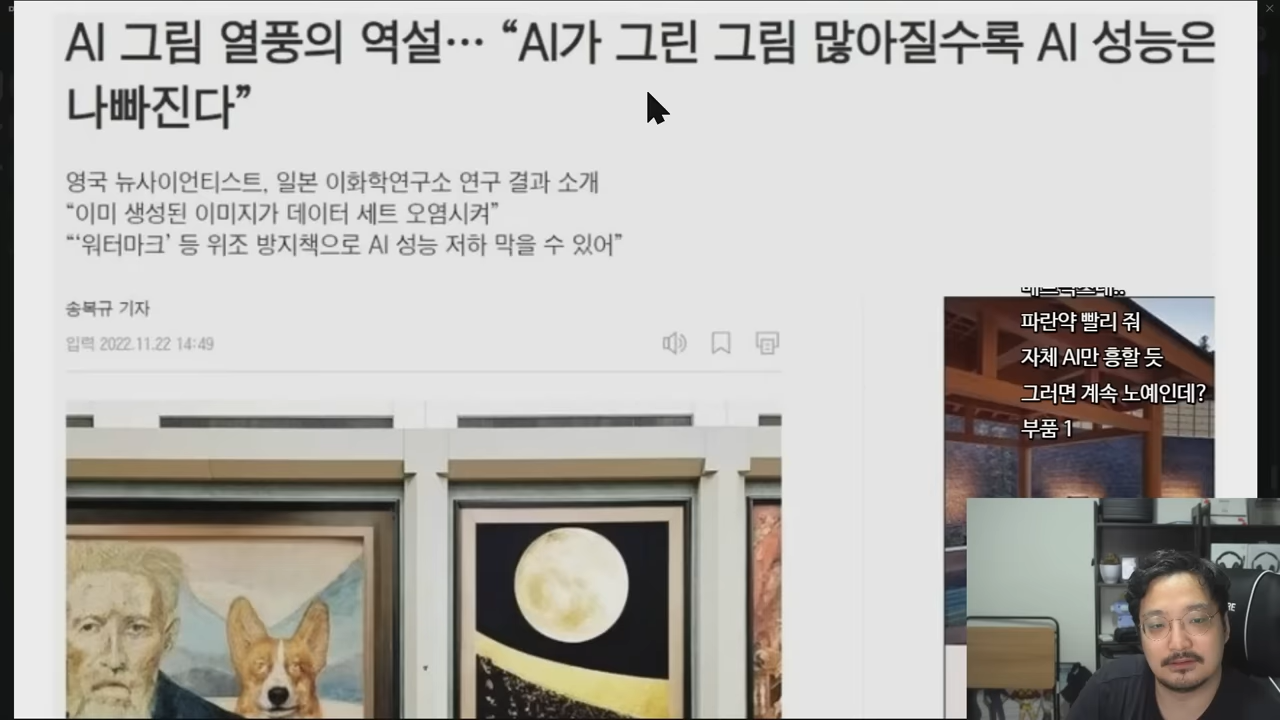 AI 그림 열풍의 역설… “AI가 그린 그림 많아질수록 AI 성능은
나빠진다”
영국 뉴사이언티스트, 일본 이화학연구소 연구 결과 소개
“이미 생성된 이미지가 데이터 세트 오염시켜”
“‘워터마크’ 등 위조 방지책으로 AI 성능 저하 막을 수 있어”
송복규 기자
입력 2022.11.22 14:49
파란약 빨리 줘
자체 AI만 흥할 듯
그러면 계속 노예인데?
부품 1